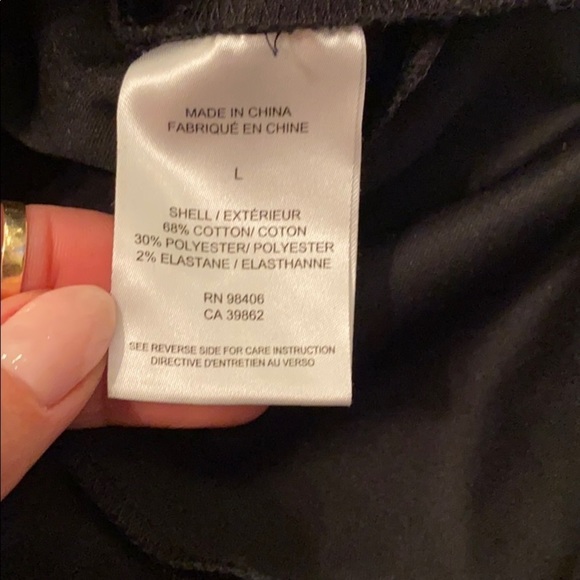 MADE IN CHINA
FABRIQUÉ EN CHINE
L
SHELL / EXTÉRIEUR
68% COTTON/ COTON
30% POLYESTER/ POLYESTER
2% ELASTANE / ELASTHANNE
RN 98406
CA 39862
SEE REVERSE SIDE FOR CARE INSTRUCTION
DIRECTIVE D'ENTRETIEN AU VERSO